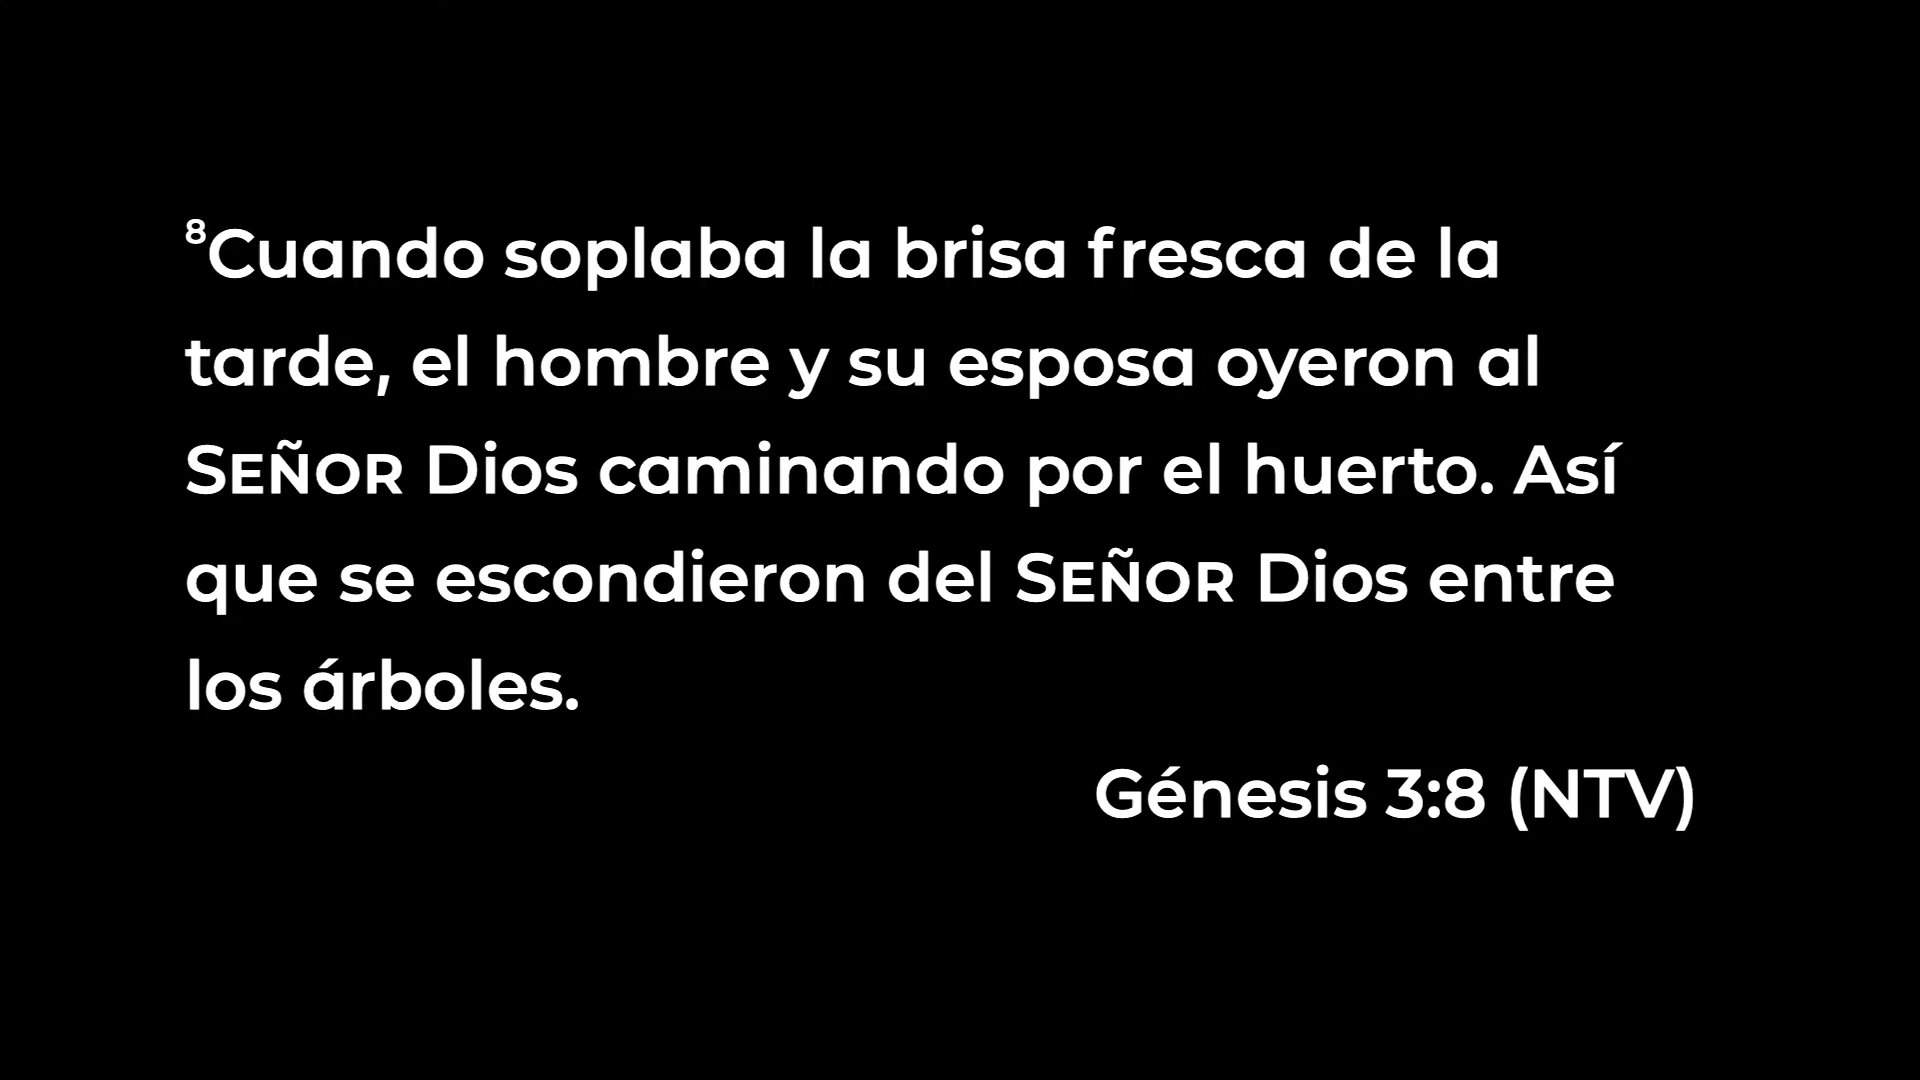 ⁸Cuando soplaba la brisa fresca de la
tarde, el hombre y su esposa oyeron al
SEÑOR Dios caminando por el huerto. Así
que se escondieron del SEÑOR Dios entre
los árboles.
Génesis 3:8 (NTV)